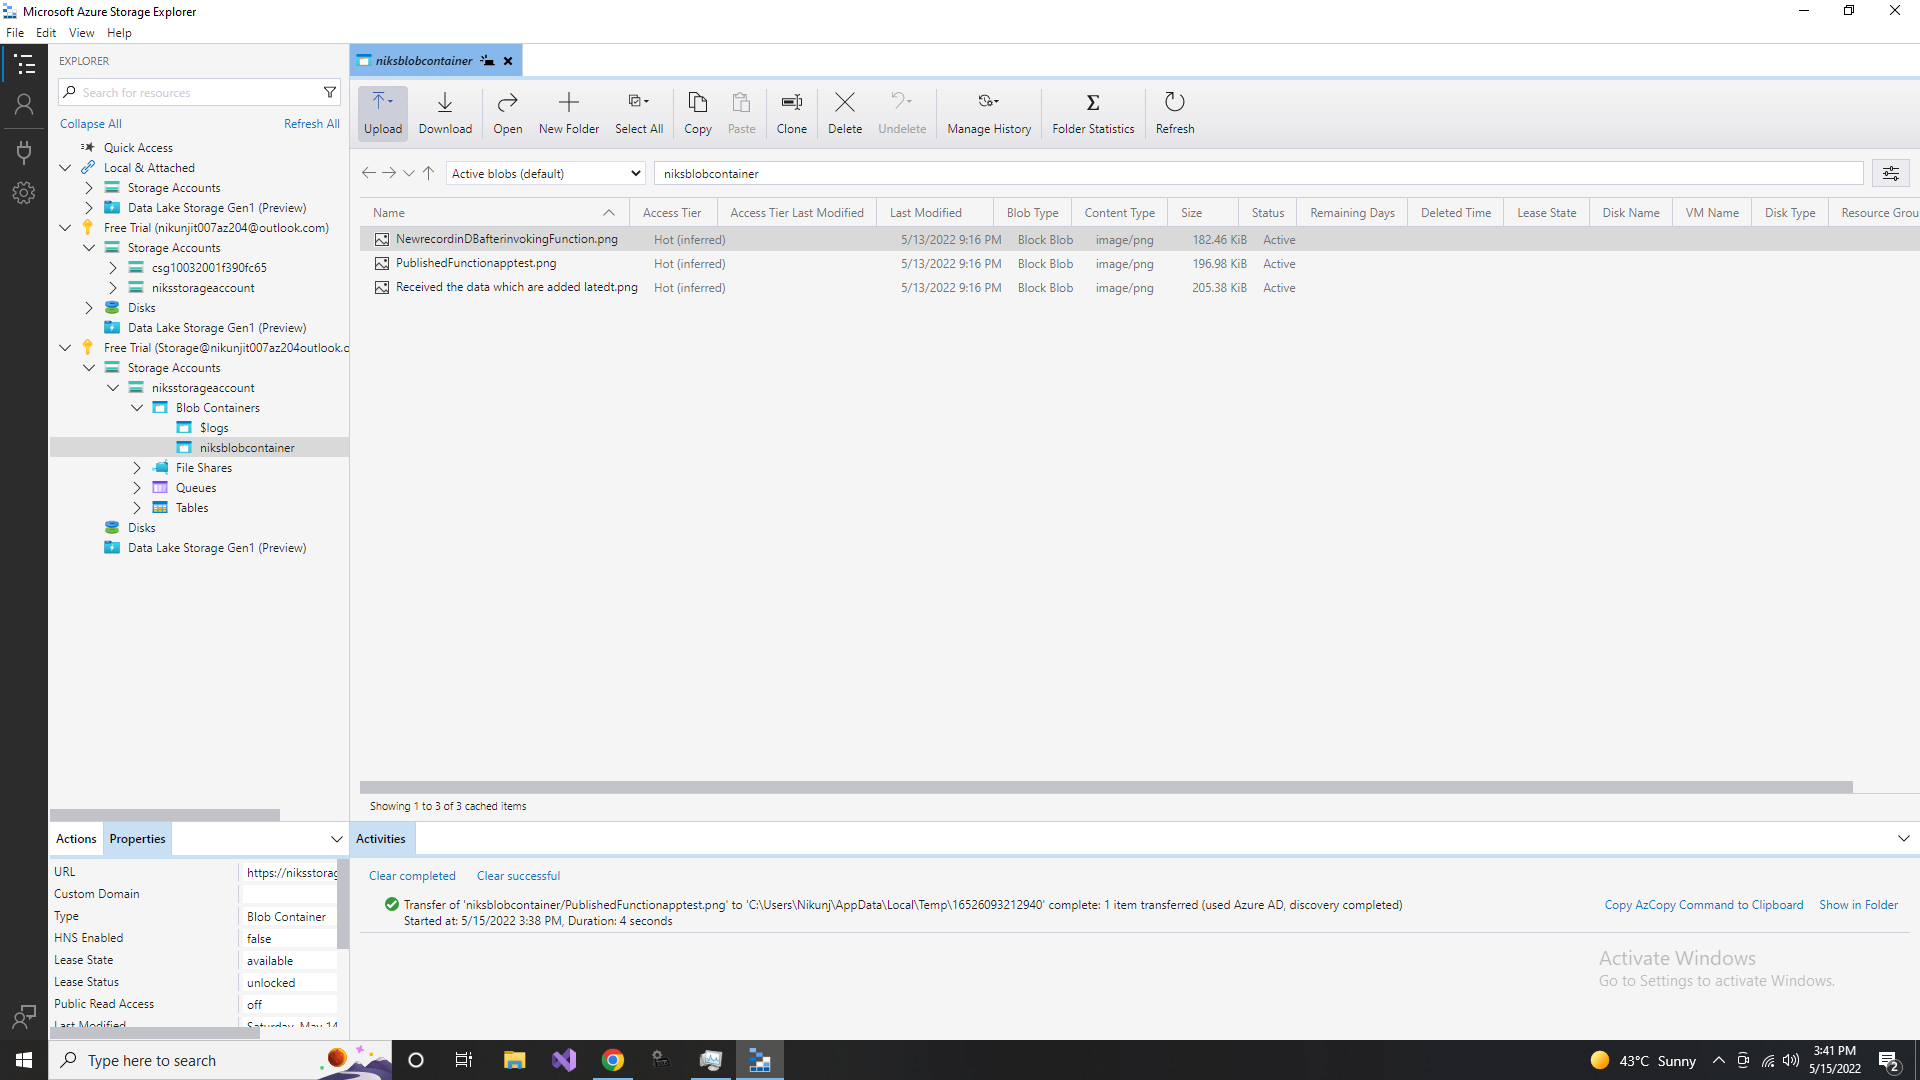 Microsoft Azure Storage Explorer
File Edit View Help
EXPLORER
Search for resources
Collapse All Refresh All
Quick Access
Local & Attached
Storage Accounts
Data Lake Storage Gen1 (Preview)
Free Trial (nikunjit007az204@outlook.com)
Storage Accounts
csg10032001f390fc65
niksstorageaccount
Disks
Data Lake Storage Gen1 (Preview)
Free Trial (Storage@nikunjit007az204outlook.o
Storage Accounts
niksstorageaccount
Blob Containers
$logs
niksblobcontainer
File Shares
Queues
Tables
Disks
Data Lake Storage Gen1 (Preview)
Actions Properties
URL https://niksstorag
Custom Domain
Type Blob Container
HNS Enabled false
Lease State available
Lease Status unlocked
Public Read Access off
Last Modified Saturday, May 14
niksblobcontainer
Upload Download Open New Folder Select All Copy Paste Clone Delete Undelete Manage History Folder Statistics Refresh
Active blobs (default) niksblobcontainer
Name Access Tier Access Tier Last Modified Last Modified Blob Type Content Type Size Status Remaining Days Deleted Time Lease State Disk Name VM Name Disk Type Resource Grou
NewrecordinDBafterinvokingFunction.png Hot (inferred) 5/13/2022 9:16 PM Block Blob image/png 182.46 KiB Active
PublishedFunctionapptest.png Hot (inferred) 5/13/2022 9:16 PM Block Blob image/png 196.98 KiB Active
Received the data which are added latedt.png Hot (inferred) 5/13/2022 9:16 PM Block Blob image/png 205.38 KiB Active
Showing 1 to 3 of 3 cached items
Activities
Clear completed Clear successful
Transfer of 'niksblobcontainer/PublishedFunctionapptest.png' to 'C:\Users\Nikunj\AppData\Local\Temp\16526093212940' complete: 1 item transferred (used Azure AD, discovery completed) Copy AzCopy Command to Clipboard Show in Folder
Started at: 5/15/2022 3:38 PM, Duration: 4 seconds
Activate Windows
Go to Settings to activate Windows.
Type here to search
43°C Sunny
3:41 PM
5/15/2022
2